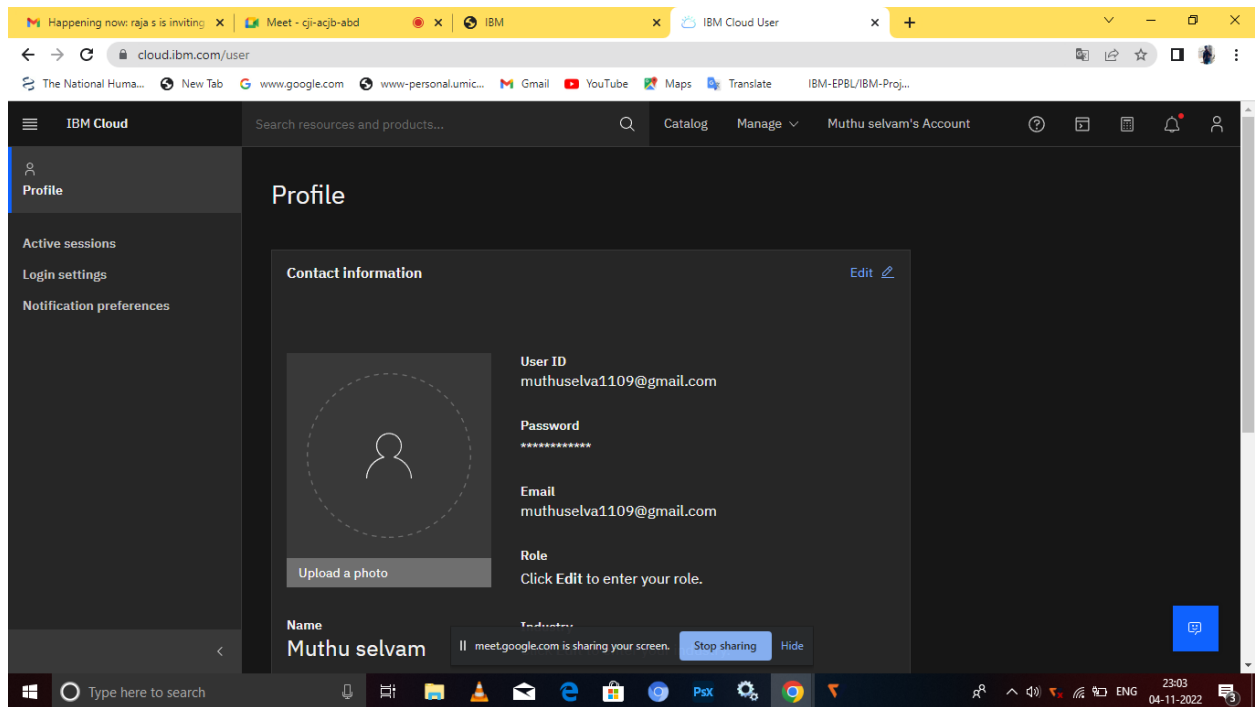 Happening now: raja s is inviting
Meet - cji-acjb-abd
IBM
IBM Cloud User
cloud.ibm.com/user
The National Huma... New Tab www.google.com www-personal.umic... Gmail YouTube Maps Translate IBM-EPBL/IBM-Proj...
IBM Cloud
Search resources and products...
Catalog
Manage
Muthu selvam's Account
Profile
Active sessions
Login settings
Notification preferences
Profile
Contact information
Edit
Upload a photo
User ID
muthuselva1109@gmail.com
Password
************
Email
muthuselva1109@gmail.com
Role
Click Edit to enter your role.
Name
Muthu selvam
Industry
meet.google.com is sharing your screen. Stop sharing Hide
Type here to search
PsX
ENG
23:03
04-11-2022
3